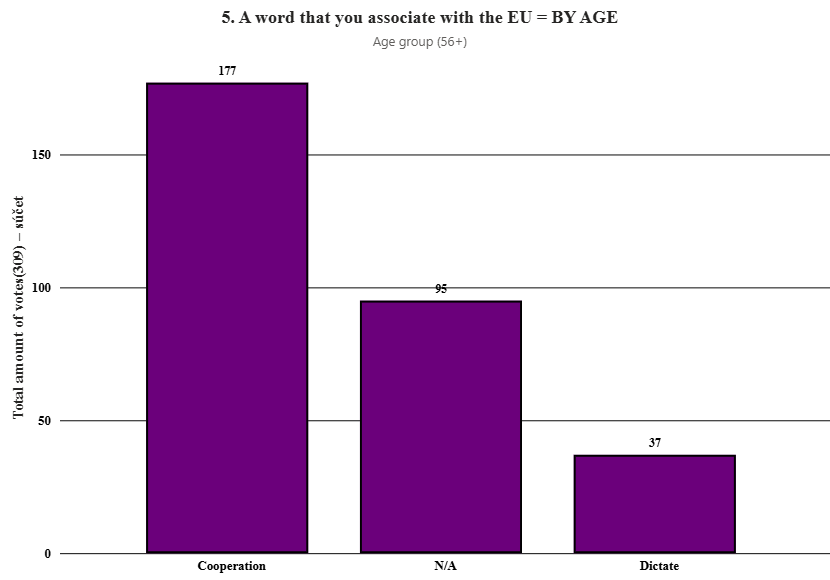 5. A word that you associate with the EU = BY AGE
Age group (56+)
Total amount of votes(309) – súčet
177
150
100
95
50
37
0
Cooperation
N/A
Dictate